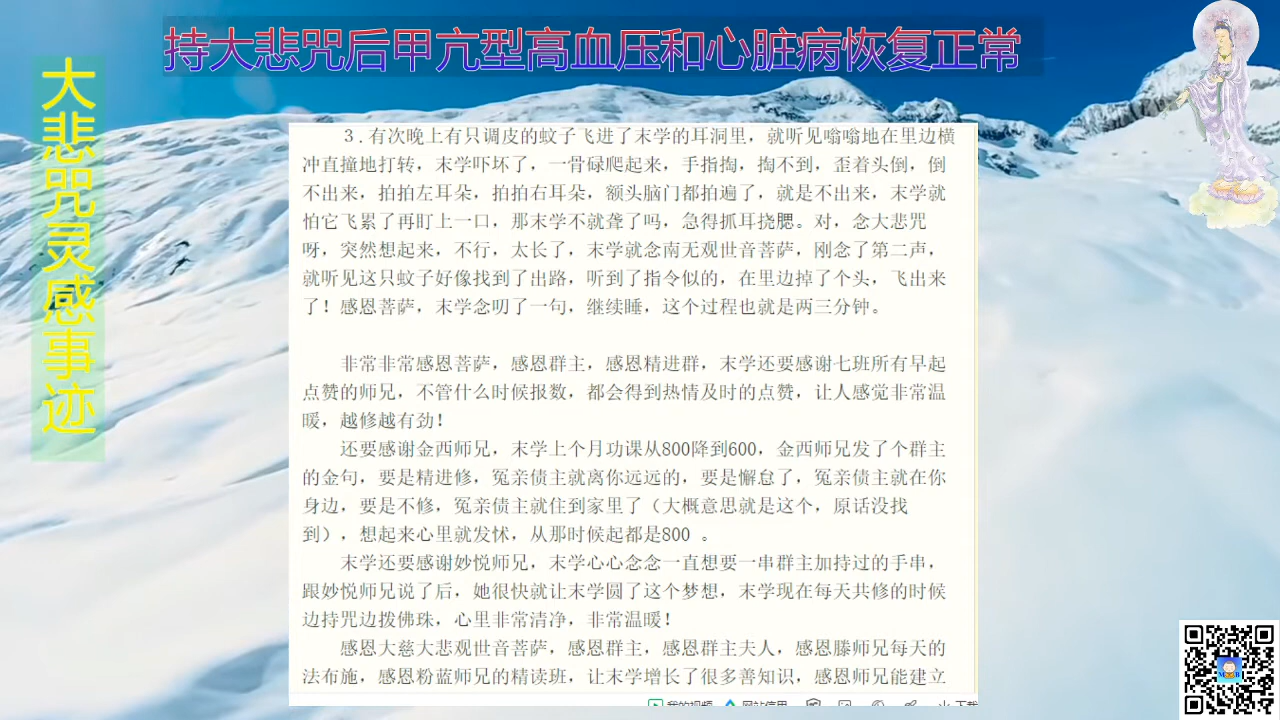 持大悲咒后甲亢型高血压和心脏病恢复正常
大悲咒灵感事迹
3.有次晚上有只调皮的蚊子飞进了末学的耳洞里，就听见嗡嗡地在里边横
冲直撞地打转，末学吓坏了，一骨碌爬起来，手指掏，掏不到，歪着头倒，倒
不出来，拍拍左耳朵，拍拍右耳朵，额头脑门都拍遍了，就是不出来，末学就
怕它飞累了再盯上一口，那末学不就聋了吗，急得抓耳挠腮。对，念大悲咒
呀，突然想起来，不行，太长了，末学就念南无观世音菩萨，刚念了第二声，
就听见这只蚊子好像找到了出路，听到了指令似的，在里边掉了个头，飞出来
了！感恩菩萨，末学念叨了一句，继续睡，这个过程也就是两三分钟。
非常非常感恩菩萨，感恩群主，感恩精进群，末学还要感谢七班所有早起
点赞的师兄，不管什么时候报数，都会得到热情及时的点赞，让人感觉非常温
暖，越修越有劲！
还要感谢金西师兄，末学上个月功课从800降到600，金西师兄发了个群主
的金句，要是精进修，冤亲债主就离你远远的，要是懈怠了，冤亲债主就在你
身边，要是不修，冤亲债主就住到家里了（大概意思就是这个，原话没找
到），想起来心里就发怵，从那时候起都是800 。
末学还要感谢妙悦师兄，末学心心念念一直想要一串群主加持过的手串，
跟妙悦师兄说了后，她很快就让末学圆了这个梦想，末学现在每天共修的时候
边持咒边拨佛珠，心里非常清净，非常温暖！
感恩大慈大悲观世音菩萨，感恩群主，感恩群主夫人，感恩滕师兄每天的
法布施，感恩粉蓝师兄的精读班，让末学增长了很多善知识，感恩师兄能建立
我的视频 网站信用 下载